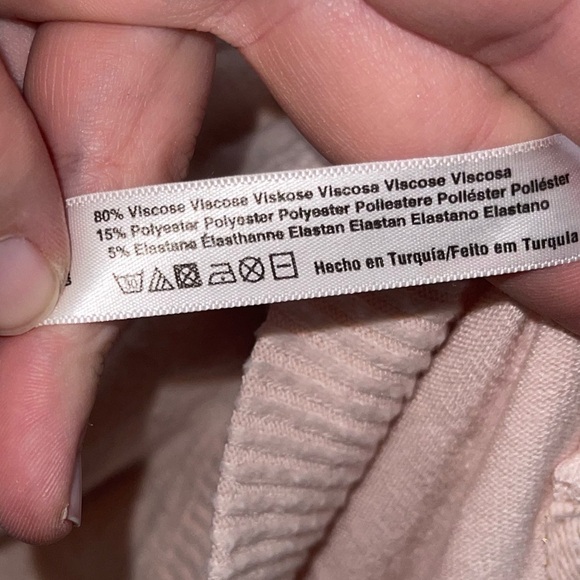 80% Viscose Viscose Viskose Viscosa Viscose Viscosa
15% Polyester Polyester Polyester Poliestere Poliéster Poliéster
5% Elastane Élasthanne Elastan Elastan Elastano Elastano
30 Hecho en Turquía/Feito em Turquia